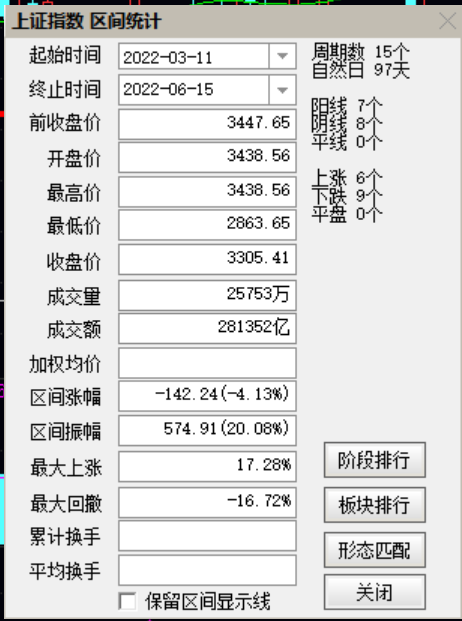 上证指数 区间统计
起始时间 2022-03-11
终止时间 2022-06-15
前收盘价 3447.65
开盘价 3438.56
最高价 3438.56
最低价 2863.65
收盘价 3305.41
成交量 25753万
成交额 281352亿
加权均价
区间涨幅 -142.24(-4.13%)
区间振幅 574.91(20.08%)
最大上涨 17.28%
最大回撤 -16.72%
累计换手
平均换手
保留区间显示线
周期数 15个
自然日 97天
阳线 7个
阴线 8个
平线 0个
上涨 6个
下跌 9个
平盘 0个
阶段排行
板块排行
形态匹配
关闭